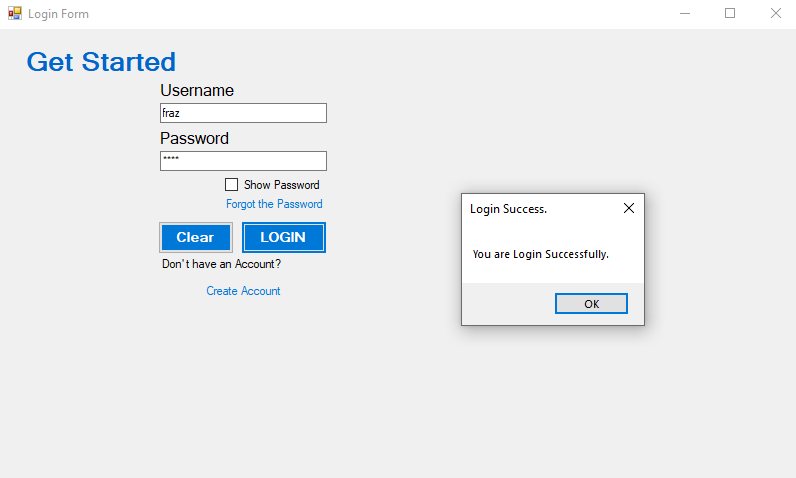 Login Form
Get Started
Username
fraz
Password
****
Show Password
Forgot the Password
Clear LOGIN
Don't have an Account?
Create Account
Login Success.
You are Login Successfully.
OK